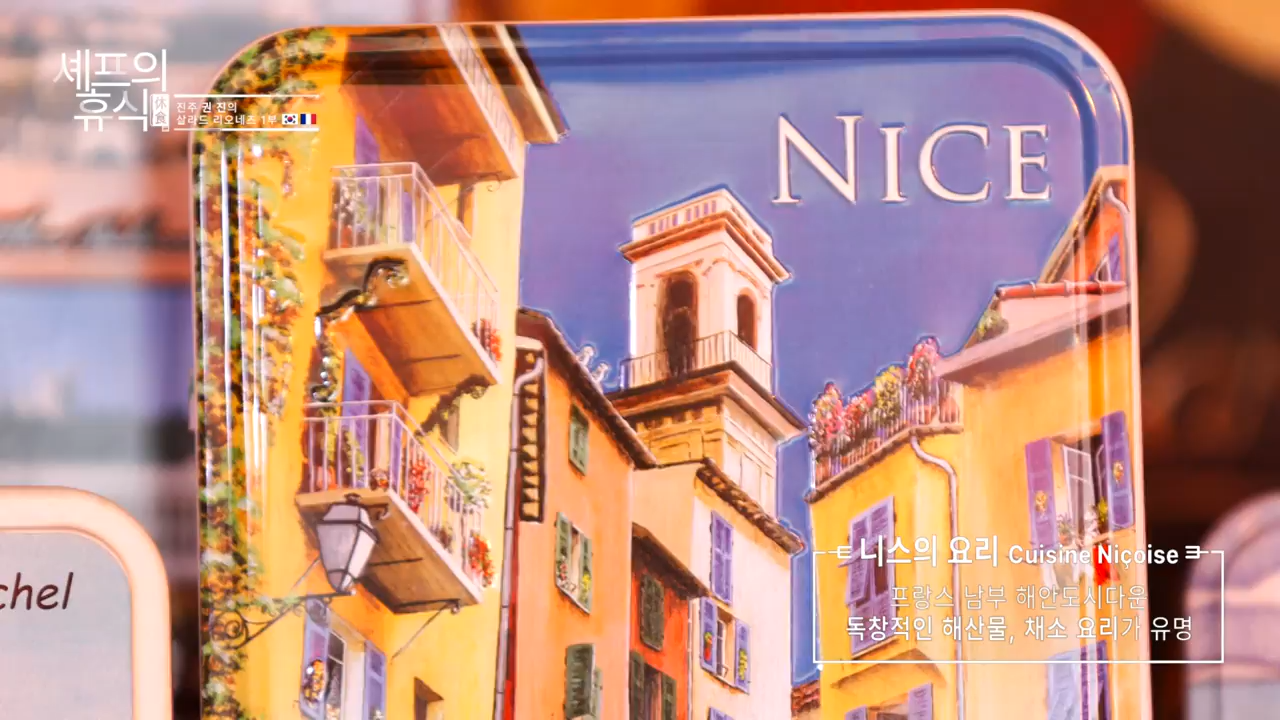 셰프의
휴식 休食
진주 권 진의
살라드 리오네즈 1부
NICE
chel
니스의 요리 Cuisine Niçoise
프랑스 남부 해안도시다운
독창적인 해산물, 채소 요리가 유명